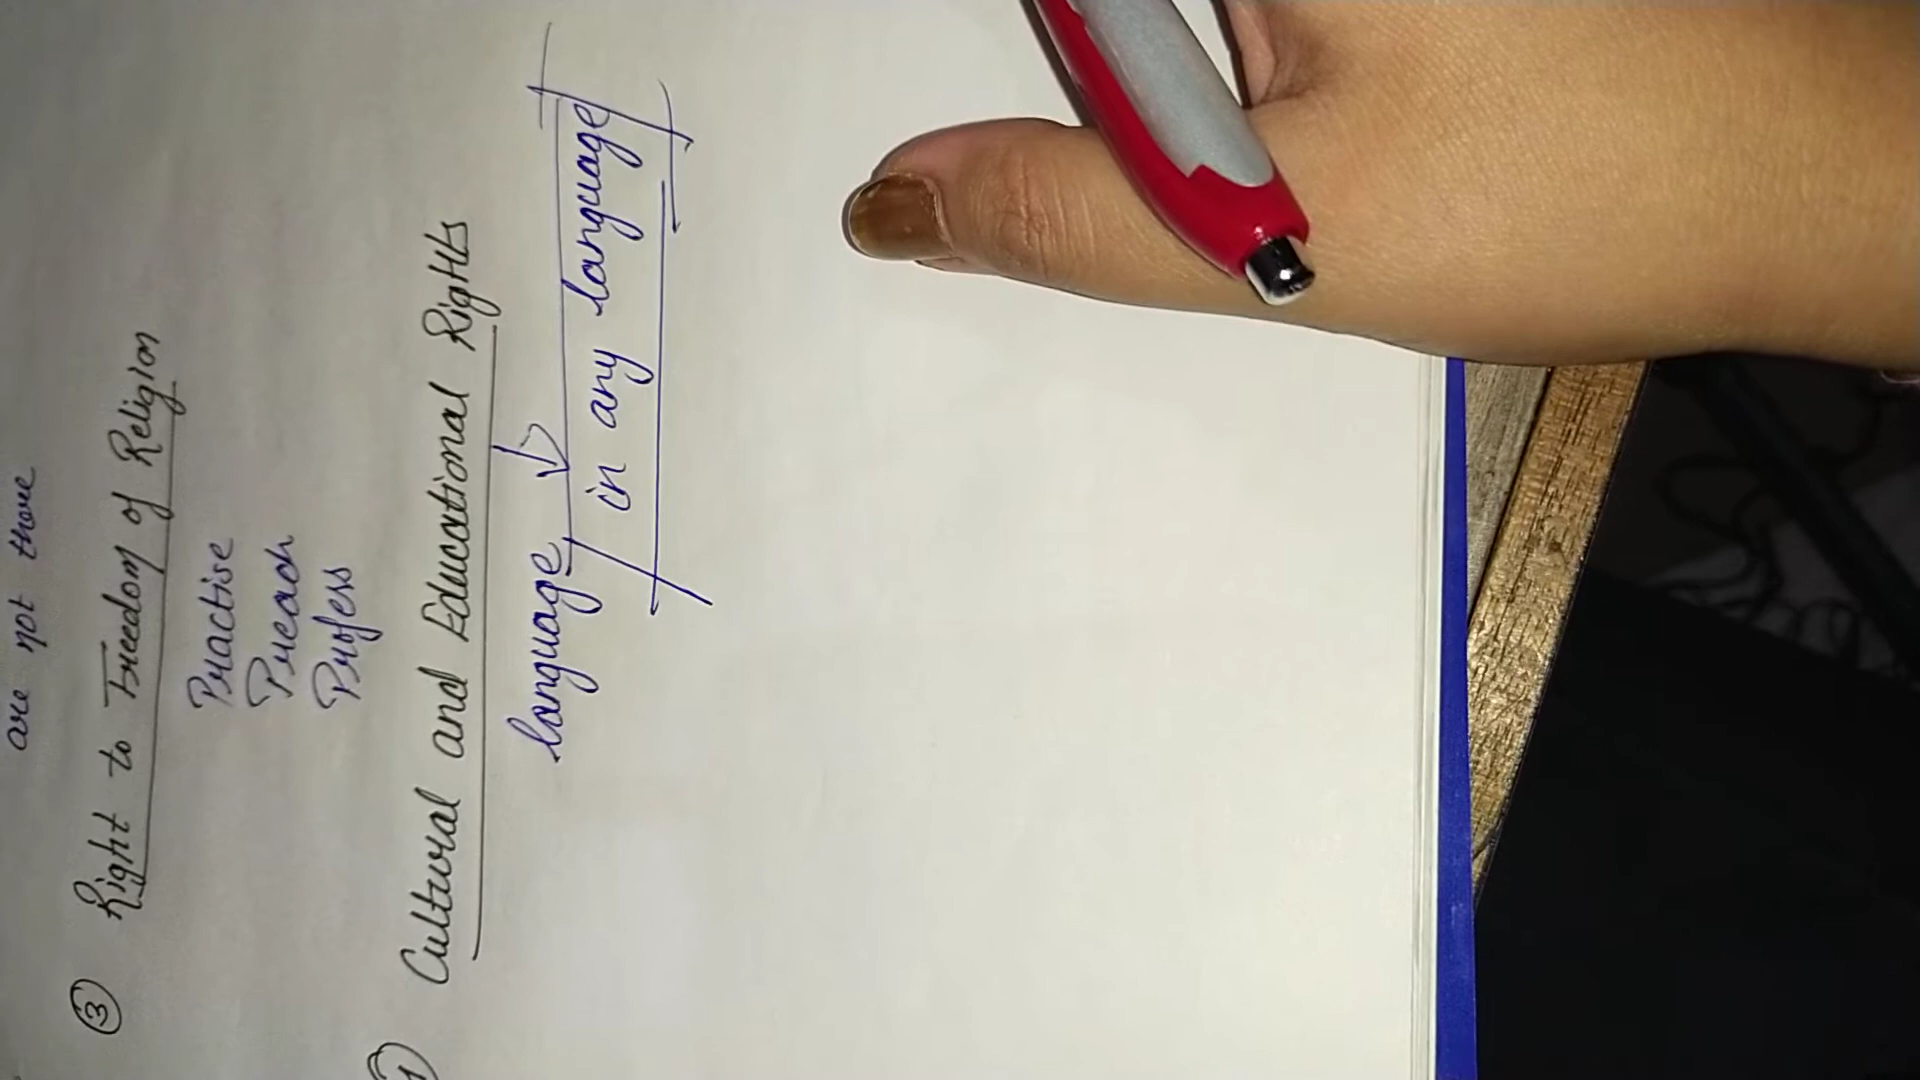 are not there
③ Right to Freedom of Religion
Practise
Preach
Profess
Cultural and Educational Rights
language
in any language